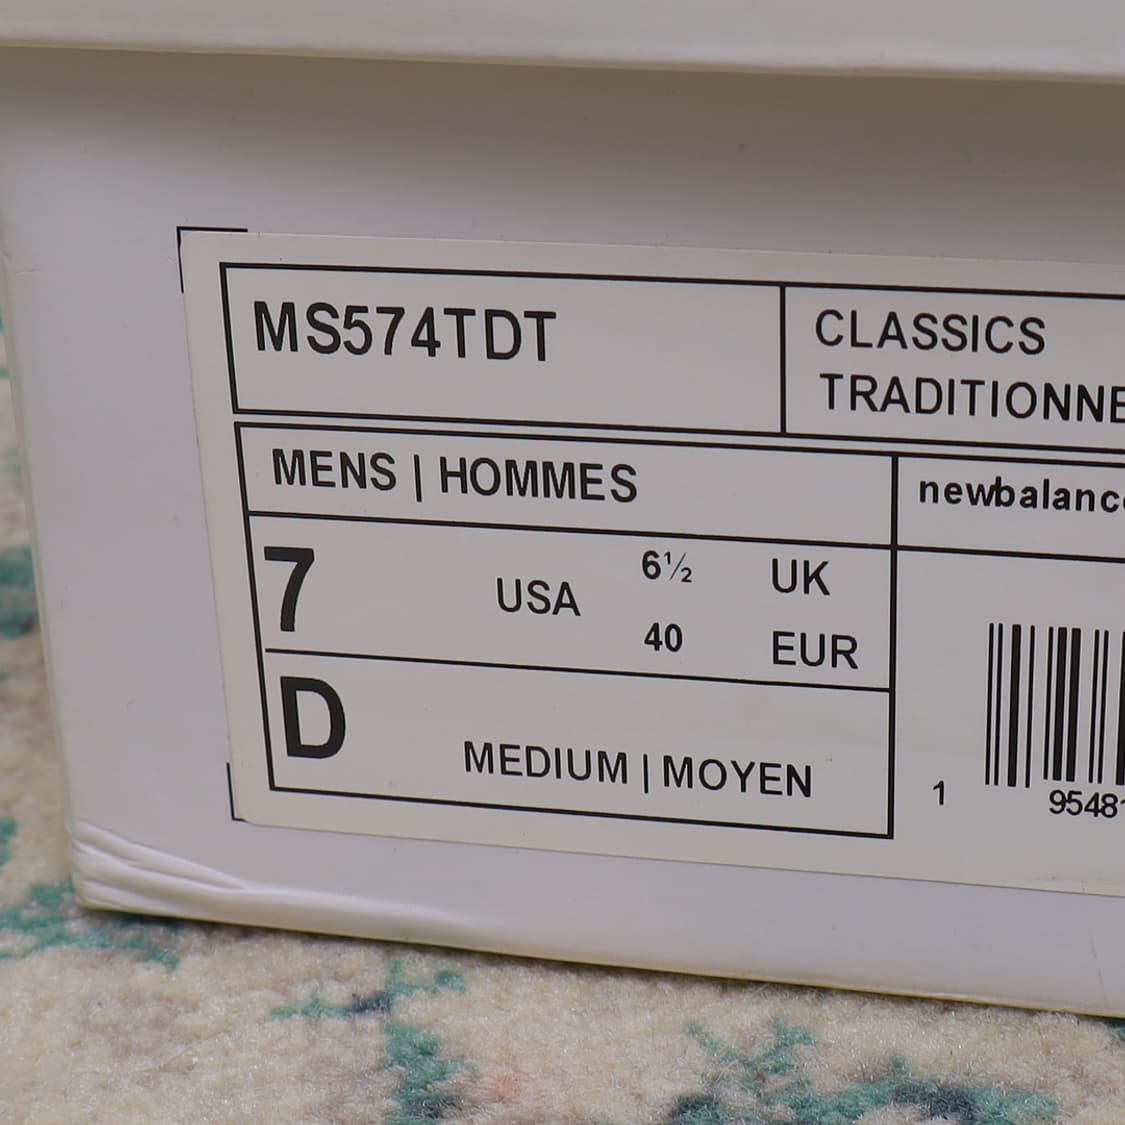 MS574TDT
CLASSICS
TRADITIONNE
MENS | HOMMES
newbalanc
7
USA
6½
UK
40
EUR
D
MEDIUM | MOYEN
1
9548